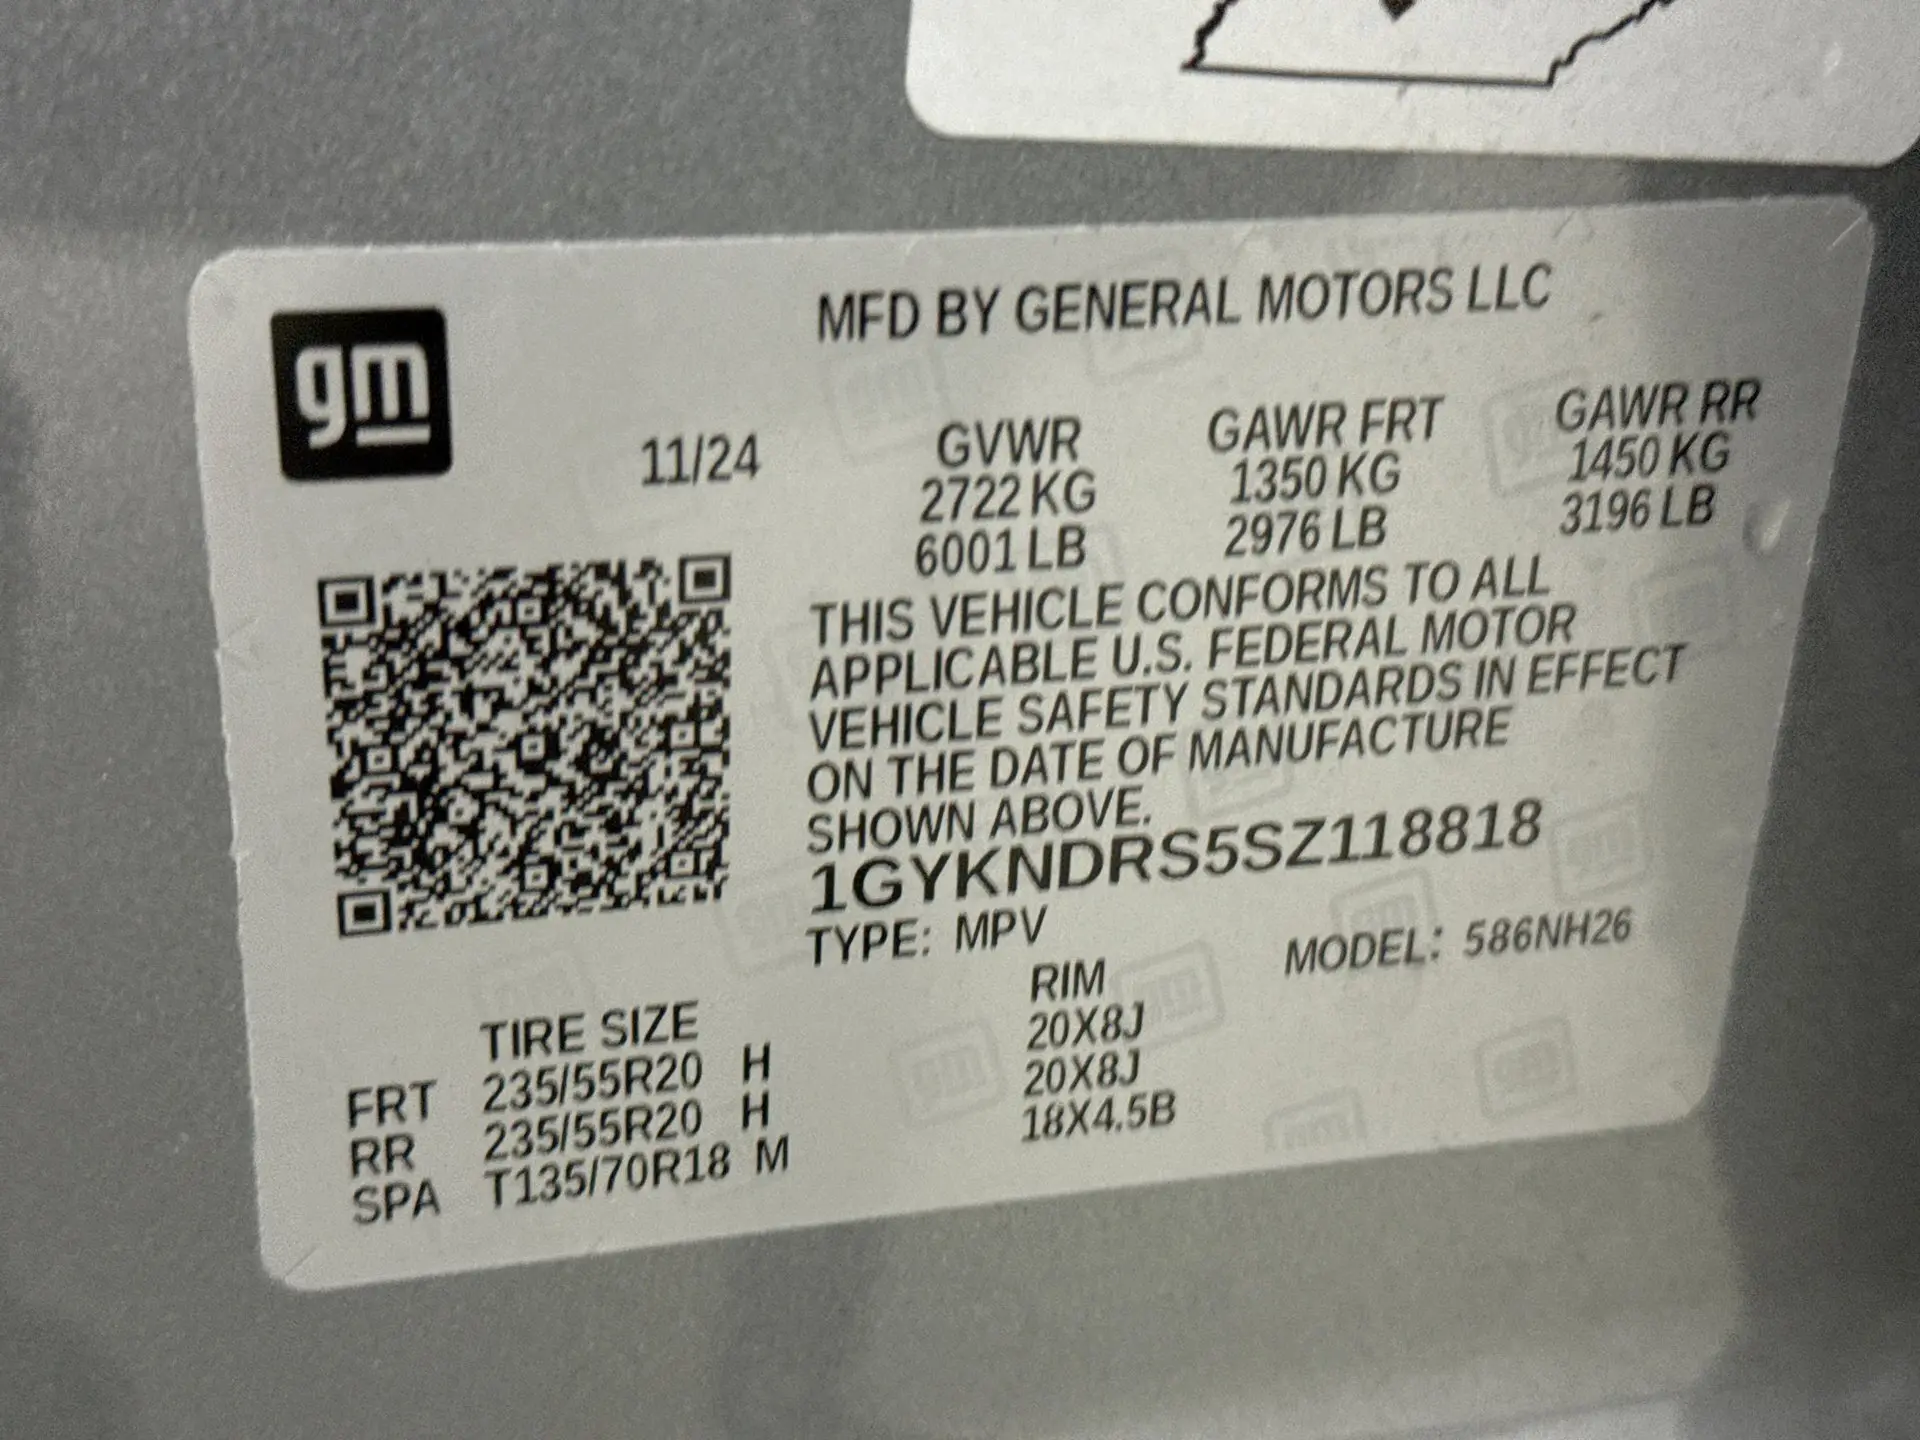 gm
MFD BY GENERAL MOTORS LLC
11/24
GVWR GAWR FRT GAWR RR
2722 KG 1350 KG 1450 KG
6001 LB 2976 LB 3196 LB
THIS VEHICLE CONFORMS TO ALL
APPLICABLE U.S. FEDERAL MOTOR
VEHICLE SAFETY STANDARDS IN EFFECT
ON THE DATE OF MANUFACTURE
SHOWN ABOVE.
1GYKNDRS5SZ118818
TYPE: MPV MODEL: 586NH26
TIRE SIZE RIM
FRT 235/55R20 H 20X8J
RR 235/55R20 H 20X8J
SPA T135/70R18 M 18X4.5B